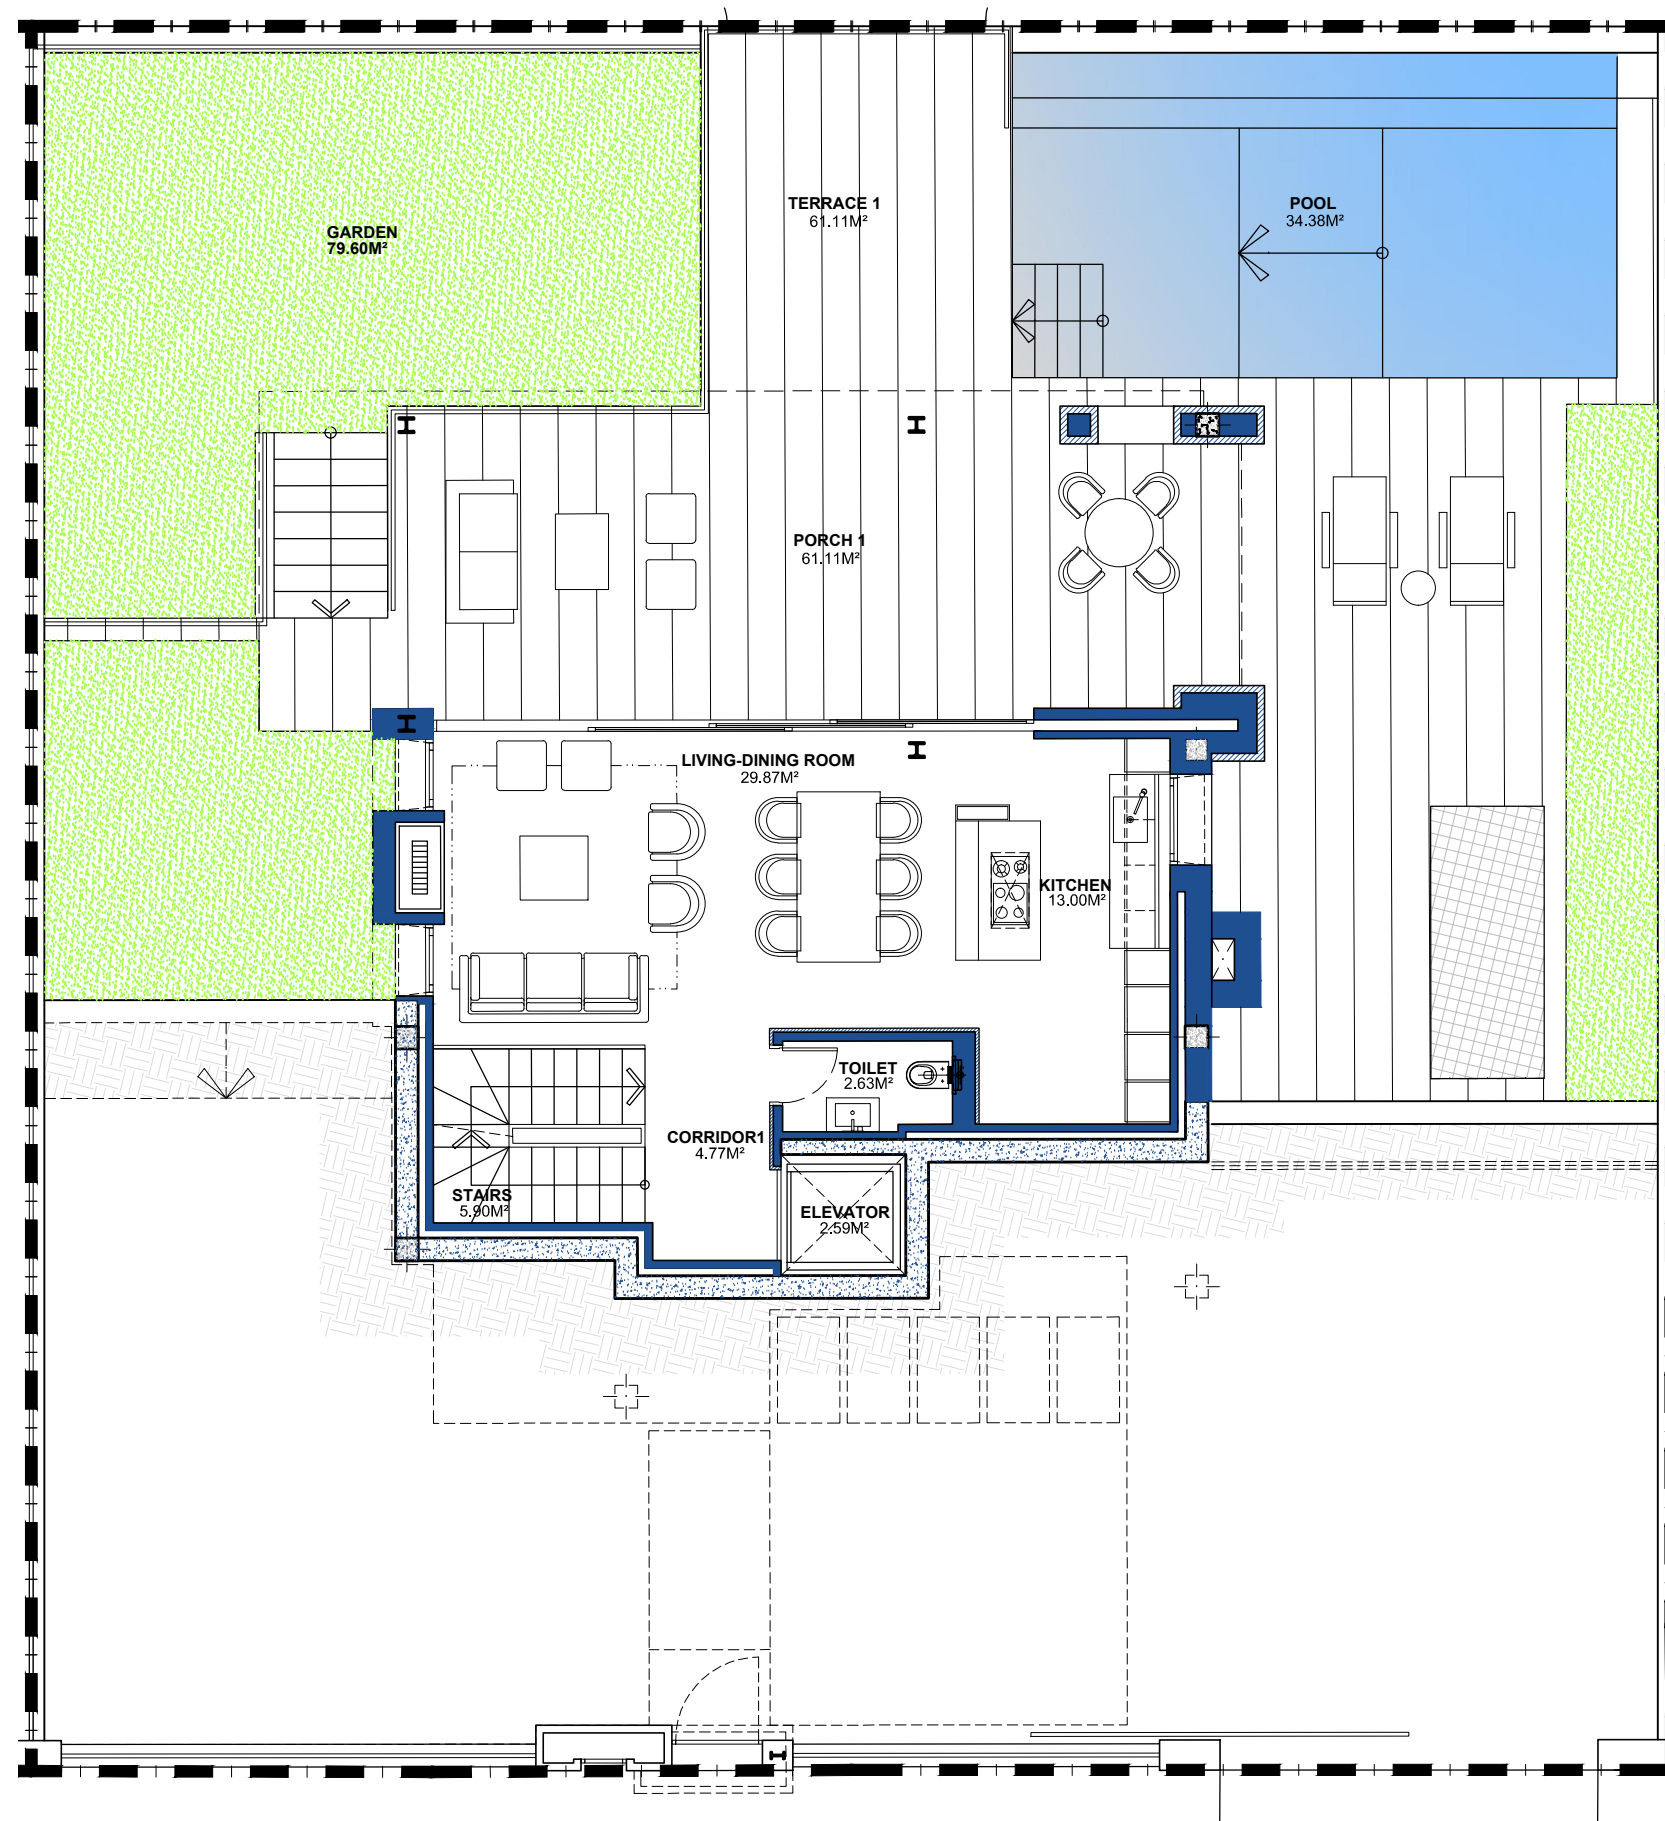 TERRACE 1
61.11M²
POOL
34.38M²
GARDEN
79.60M²
PORCH 1
61.11M²
LIVING-DINING ROOM
29.87M²
KITCHEN
13.00M²
TOILET
2.63M²
CORRIDOR1
4.77M²
STAIRS
5.90M²
ELEVATOR
2.59M²